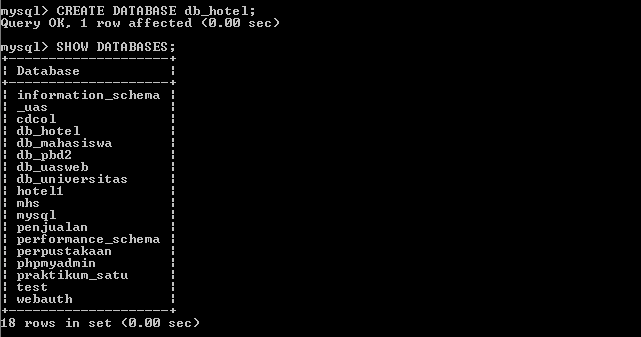 mysql> CREATE DATABASE db_hotel;
Query OK, 1 row affected (0.00 sec)
mysql> SHOW DATABASES;
+--------------------+
| Database           |
+--------------------+
| information_schema |
| _uas               |
| cdcol              |
| db_hotel           |
| db_mahasiswa       |
| db_pbd2            |
| db_uasweb          |
| db_universitas     |
| hotel1             |
| mhs                |
| mysql              |
| penjualan          |
| performance_schema |
| perpustakaan       |
| phpmyadmin         |
| praktikum_satu     |
| test               |
| webauth            |
+--------------------+
18 rows in set (0.00 sec)